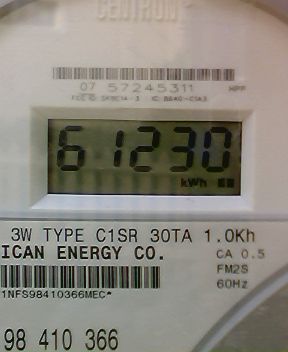 CENTRON
07 57245311 MPP
61230
kWh
3W TYPE C1SR 30TA 1.0Kh
ICAN ENERGY CO. CA 0.5
FM2S
1NFS98410366MEC* 60Hz
98 410 366